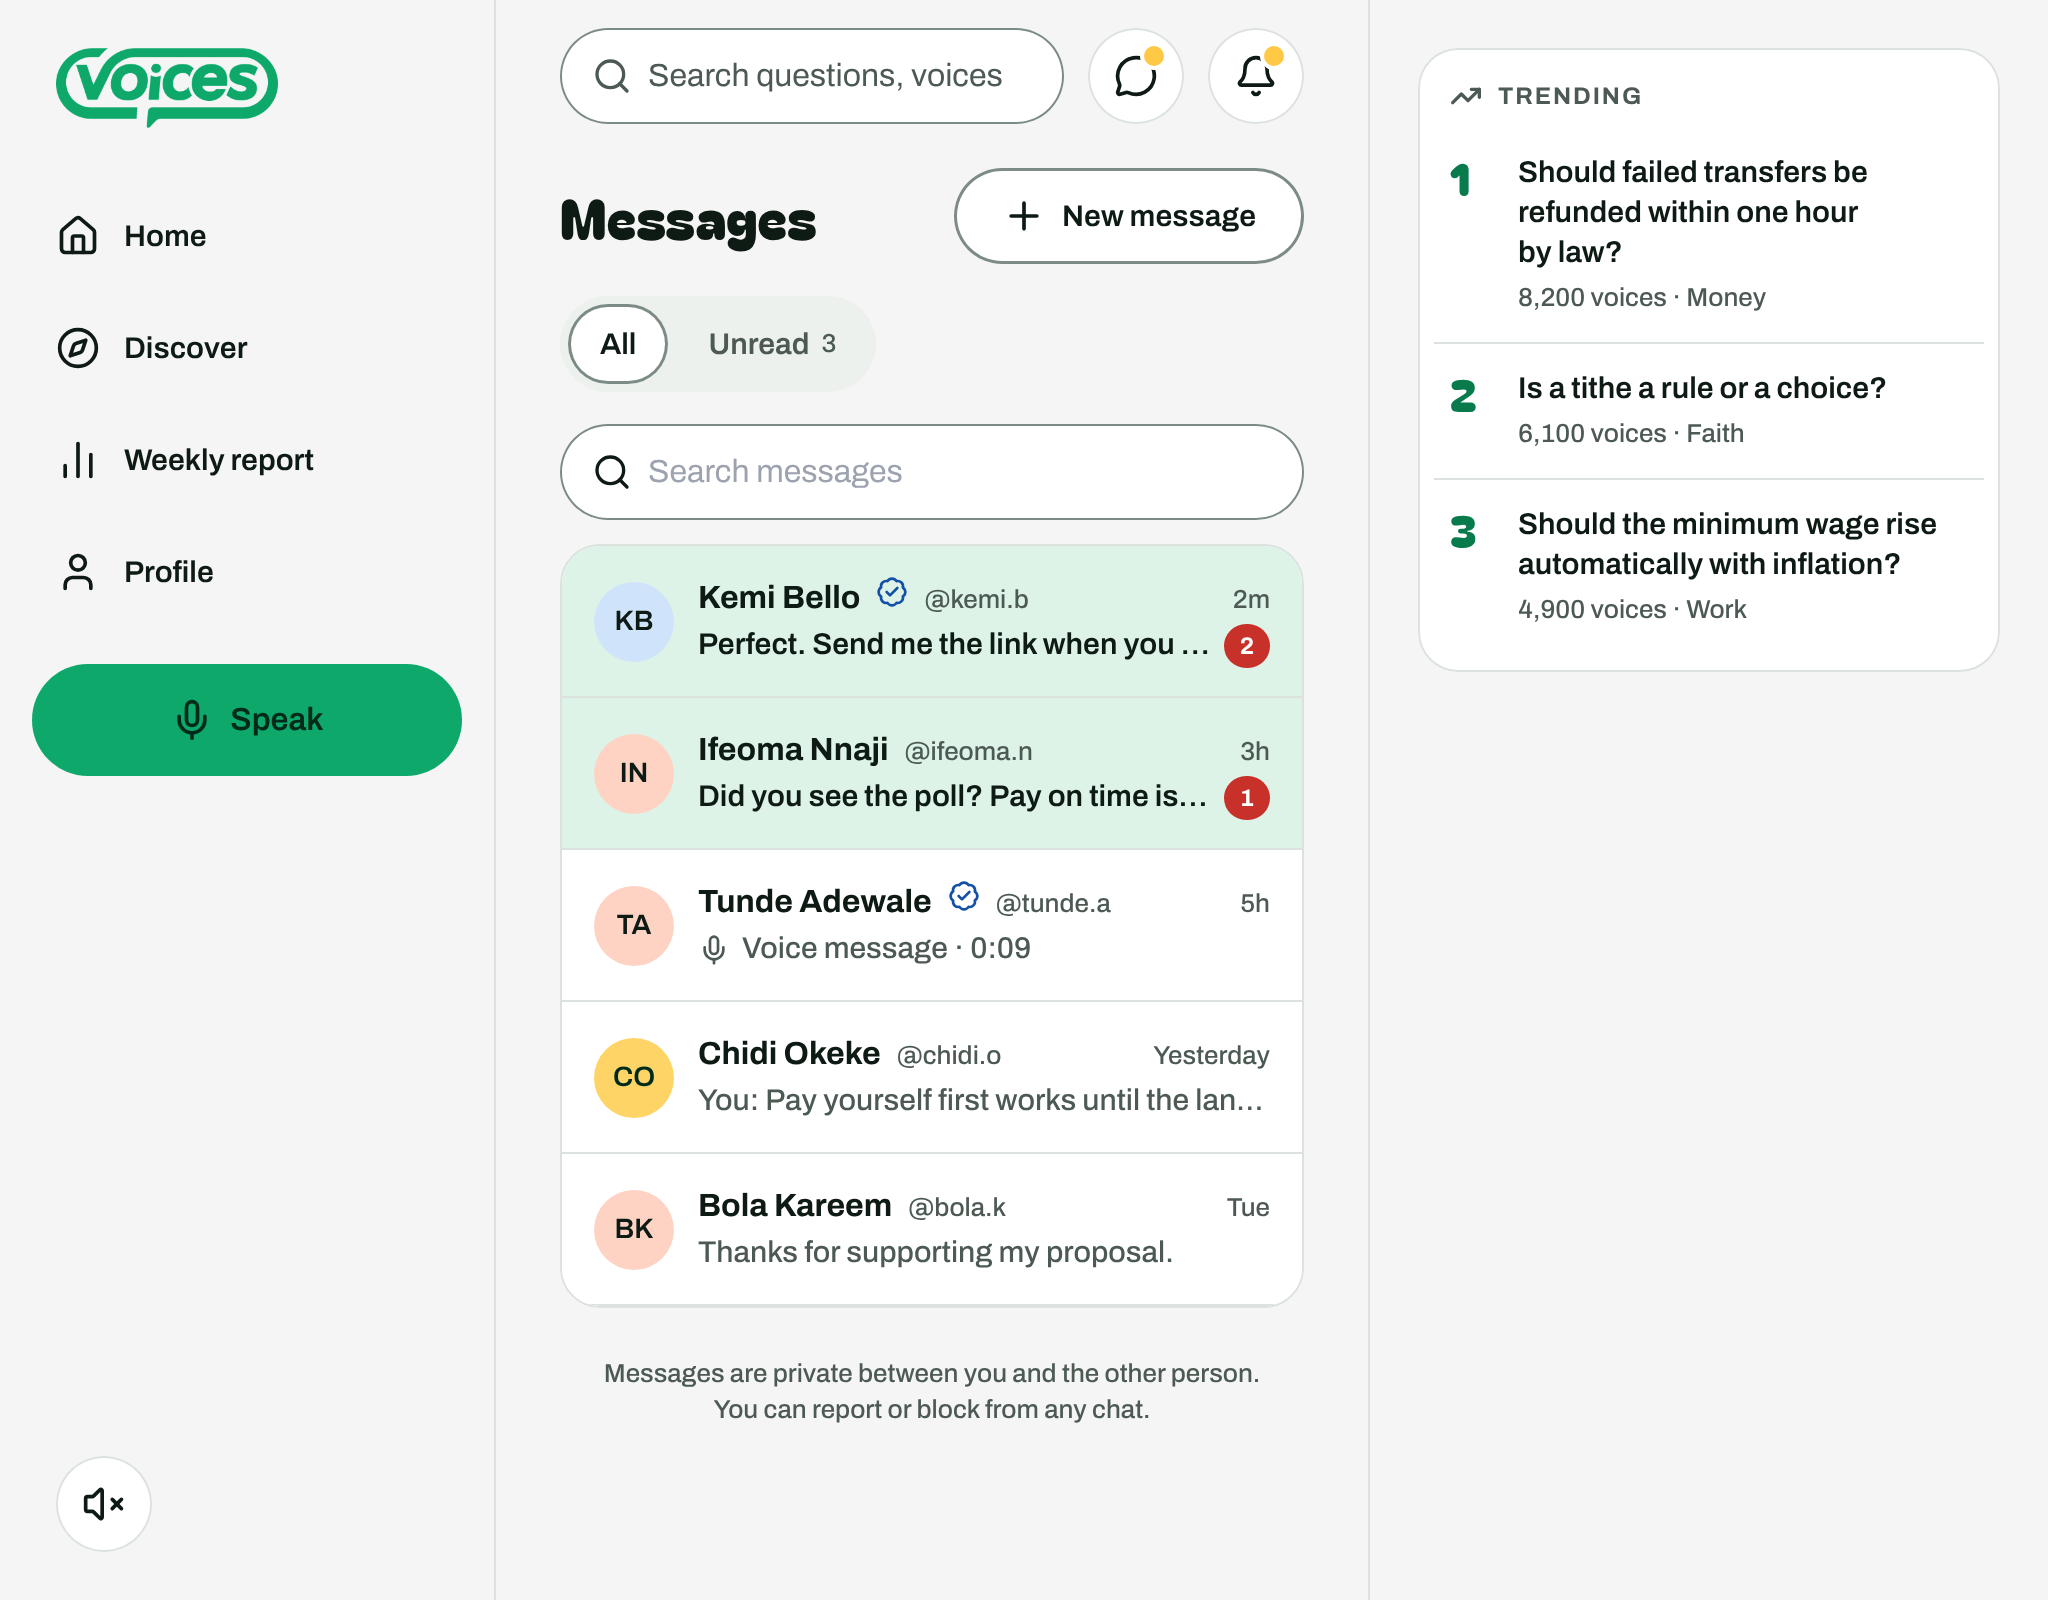 Voices
Home
Discover
Weekly report
Profile
Speak
Search questions, voices
Messages
New message
All
Unread 3
Search messages
KB
Kemi Bello @kemi.b 2m
Perfect. Send me the link when you … 2
IN
Ifeoma Nnaji @ifeoma.n 3h
Did you see the poll? Pay on time is… 1
TA
Tunde Adewale @tunde.a 5h
Voice message · 0:09
CO
Chidi Okeke @chidi.o Yesterday
You: Pay yourself first works until the lan…
BK
Bola Kareem @bola.k Tue
Thanks for supporting my proposal.
Messages are private between you and the other person.
You can report or block from any chat.
TRENDING
1 Should failed transfers be
refunded within one hour
by law?
8,200 voices · Money
2 Is a tithe a rule or a choice?
6,100 voices · Faith
3 Should the minimum wage rise
automatically with inflation?
4,900 voices · Work